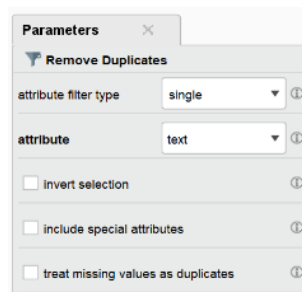 Parameters
Remove Duplicates
attribute filter type single
attribute text
invert selection
include special attributes
treat missing values as duplicates